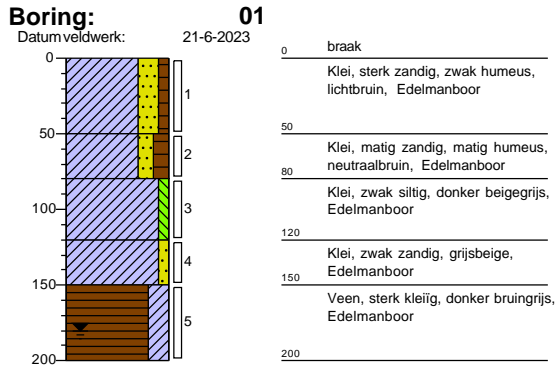 Boring: 01
Datum veldwerk: 21-6-2023
0
50
100
150
200
1
2
3
4
5
0 braak
Klei, sterk zandig, zwak humeus,
lichtbruin, Edelmanboor
50
Klei, matig zandig, matig humeus,
neutraalbruin, Edelmanboor
80
Klei, zwak siltig, donker beigegrijs,
Edelmanboor
120
Klei, zwak zandig, grijsbeige,
Edelmanboor
150
Veen, sterk kleiïg, donker bruingrijs,
Edelmanboor
200